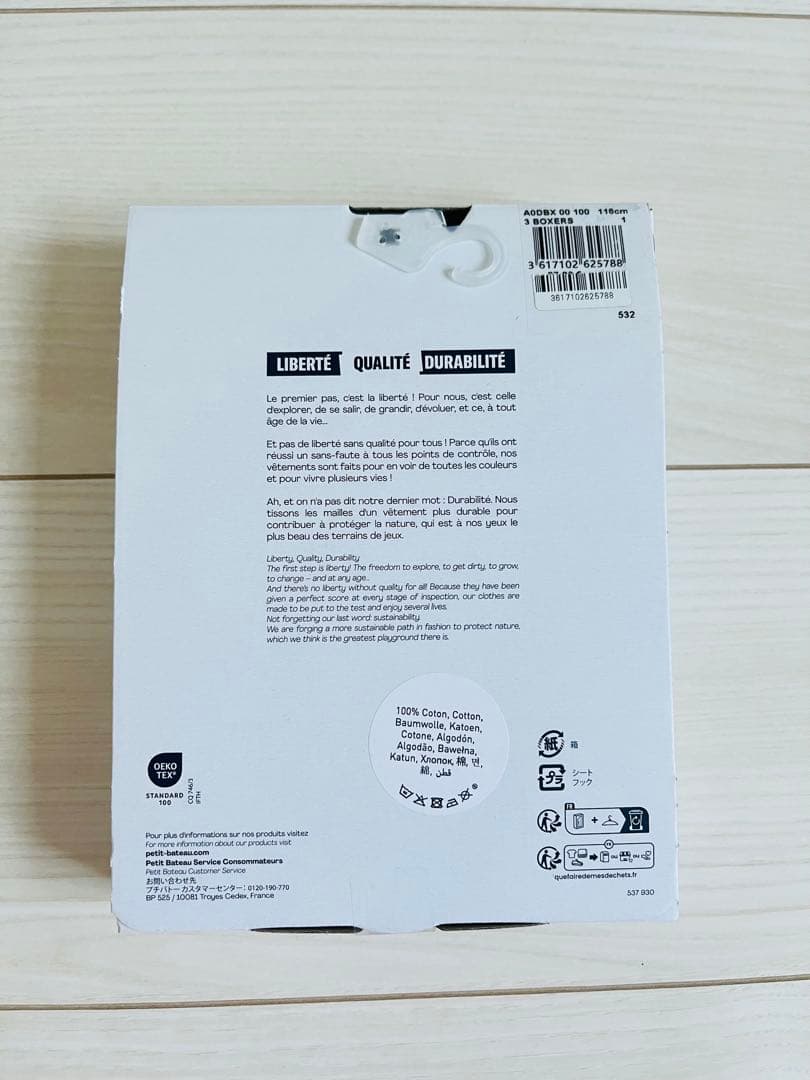 A0DBX 00 100 116cm
3 BOXERS 1
3 617102 625788
3617102625788
532
LIBERTÉ QUALITÉ DURABILITÉ
Le premier pas, c'est la liberté ! Pour nous, c'est celle
d'explorer, de se salir, de grandir, d'évoluer, et ce, à tout
âge de la vie...
Et pas de liberté sans qualité pour tous ! Parce qu'ils ont
réussi un sans-faute à tous les points de contrôle, nos
vêtements sont faits pour en voir de toutes les couleurs
et pour vivre plusieurs vies !
Ah, et on n'a pas dit notre dernier mot : Durabilité. Nous
tissons les mailles d'un vêtement plus durable pour
contribuer à protéger la nature, qui est à nos yeux le
plus beau des terrains de jeux.
Liberty, Quality, Durability
The first step is liberty! The freedom to explore, to get dirty, to grow,
to change – and at any age...
And there's no liberty without quality for all! Because they have been
given a perfect score at every stage of inspection, our clothes are
made to be put to the test and enjoy several lives.
Not forgetting our last word: sustainability.
We are forging a more sustainable path in fashion to protect nature,
which we think is the greatest playground there is.
100% Coton, Cotton,
Baumwolle, Katoen,
Cotone, Algodón,
Algodão, Bawełna,
Katun, Хлопок, 棉, 면,
綿, قطن
OEKO
TEX®
STANDARD
100
CQ 746/3
IFTH
紙 箱
プラ シート
フック
FR
+
FR
OU OU
quefairedemesdechets.fr
Pour plus d'informations sur nos produits visitez
For more information about our products visit
petit-bateau.com
Petit Bateau Service Consommateurs
Petit Bateau Customer Service
お問い合わせ先
プチバトー カスタマーセンター: 0120-190-770
BP 525 / 10081 Troyes Cedex, France
537 930